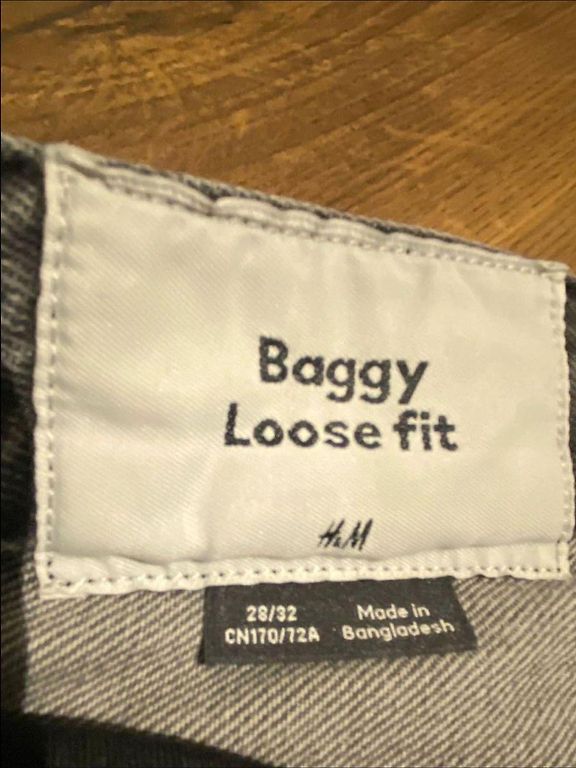 Baggy
Loose fit
H&M
28/32
CN170/72A
Made in
Bangladesh